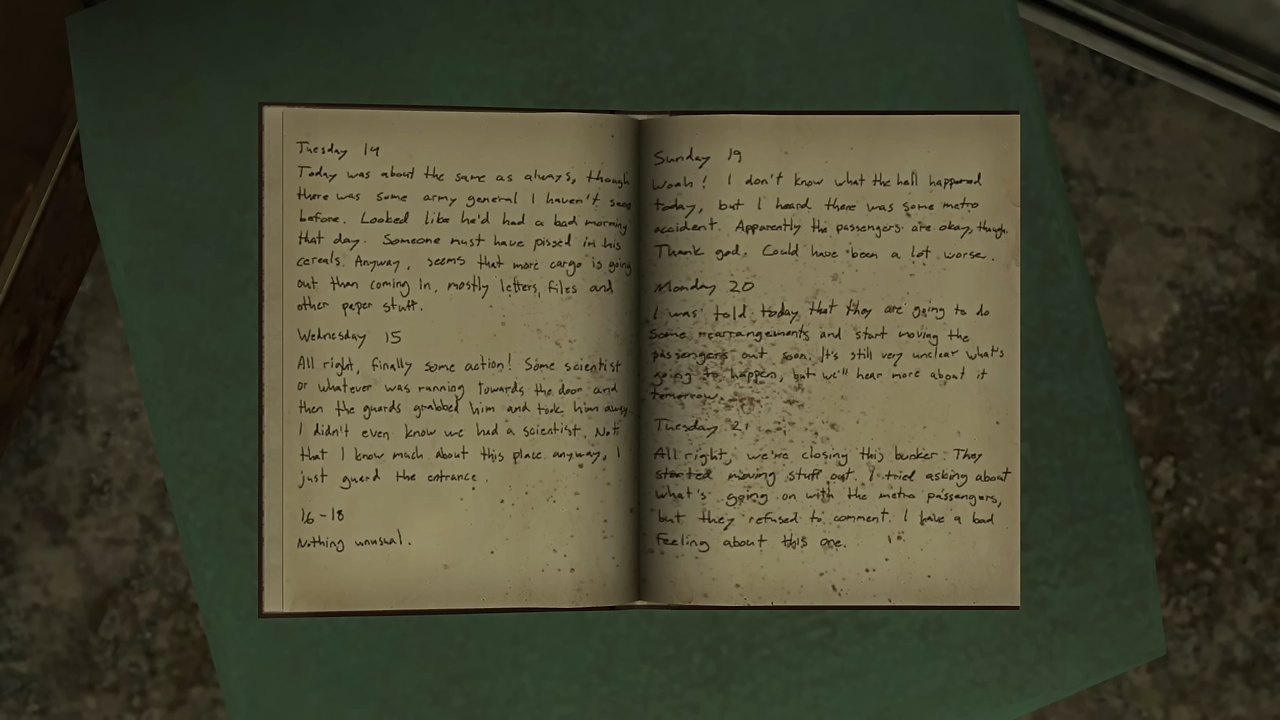 Tuesday 14
Today was about the same as always, though
there was some army general I haven't seen
before. Looked like he'd had a bad morning
that day. Someone must have pissed in his
cereals. Anyway, seems that more cargo is going
out than coming in, mostly letters, files and
other paper stuff.
Wednesday 15
All right, finally some action! Some scientist
or whatever was running towards the door and
then the guards grabbed him and took him away.
I didn't even know we had a scientist. Not
that I know much about this place anyway, I
just guard the entrance.
16-18
Nothing unusual.
Sunday 19
Woah! I don't know what the hell happened
today, but I heard there was some metro
accident. Apparently the passengers are okay, though.
Thank god. Could have been a lot worse.
Monday 20
I was told today that they are going to do
some rearrangements and start moving the
passengers out soon. It's still very unclear what's
going to happen, but we'll hear more about it
tomorrow.
Tuesday 21
All right, we're closing this bunker. They
started moving stuff out. I tried asking about
what's going on with the metro passengers,
but they refused to comment. I have a bad
feeling about this one.